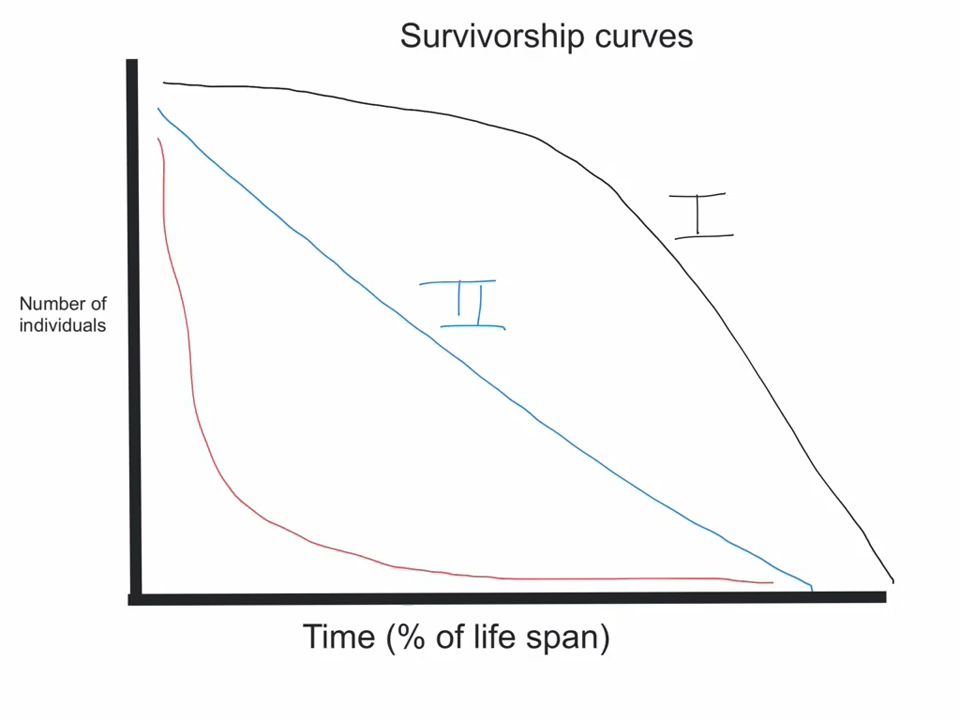 Survivorship curves
I
II
Number of
individuals
Time (% of life span)